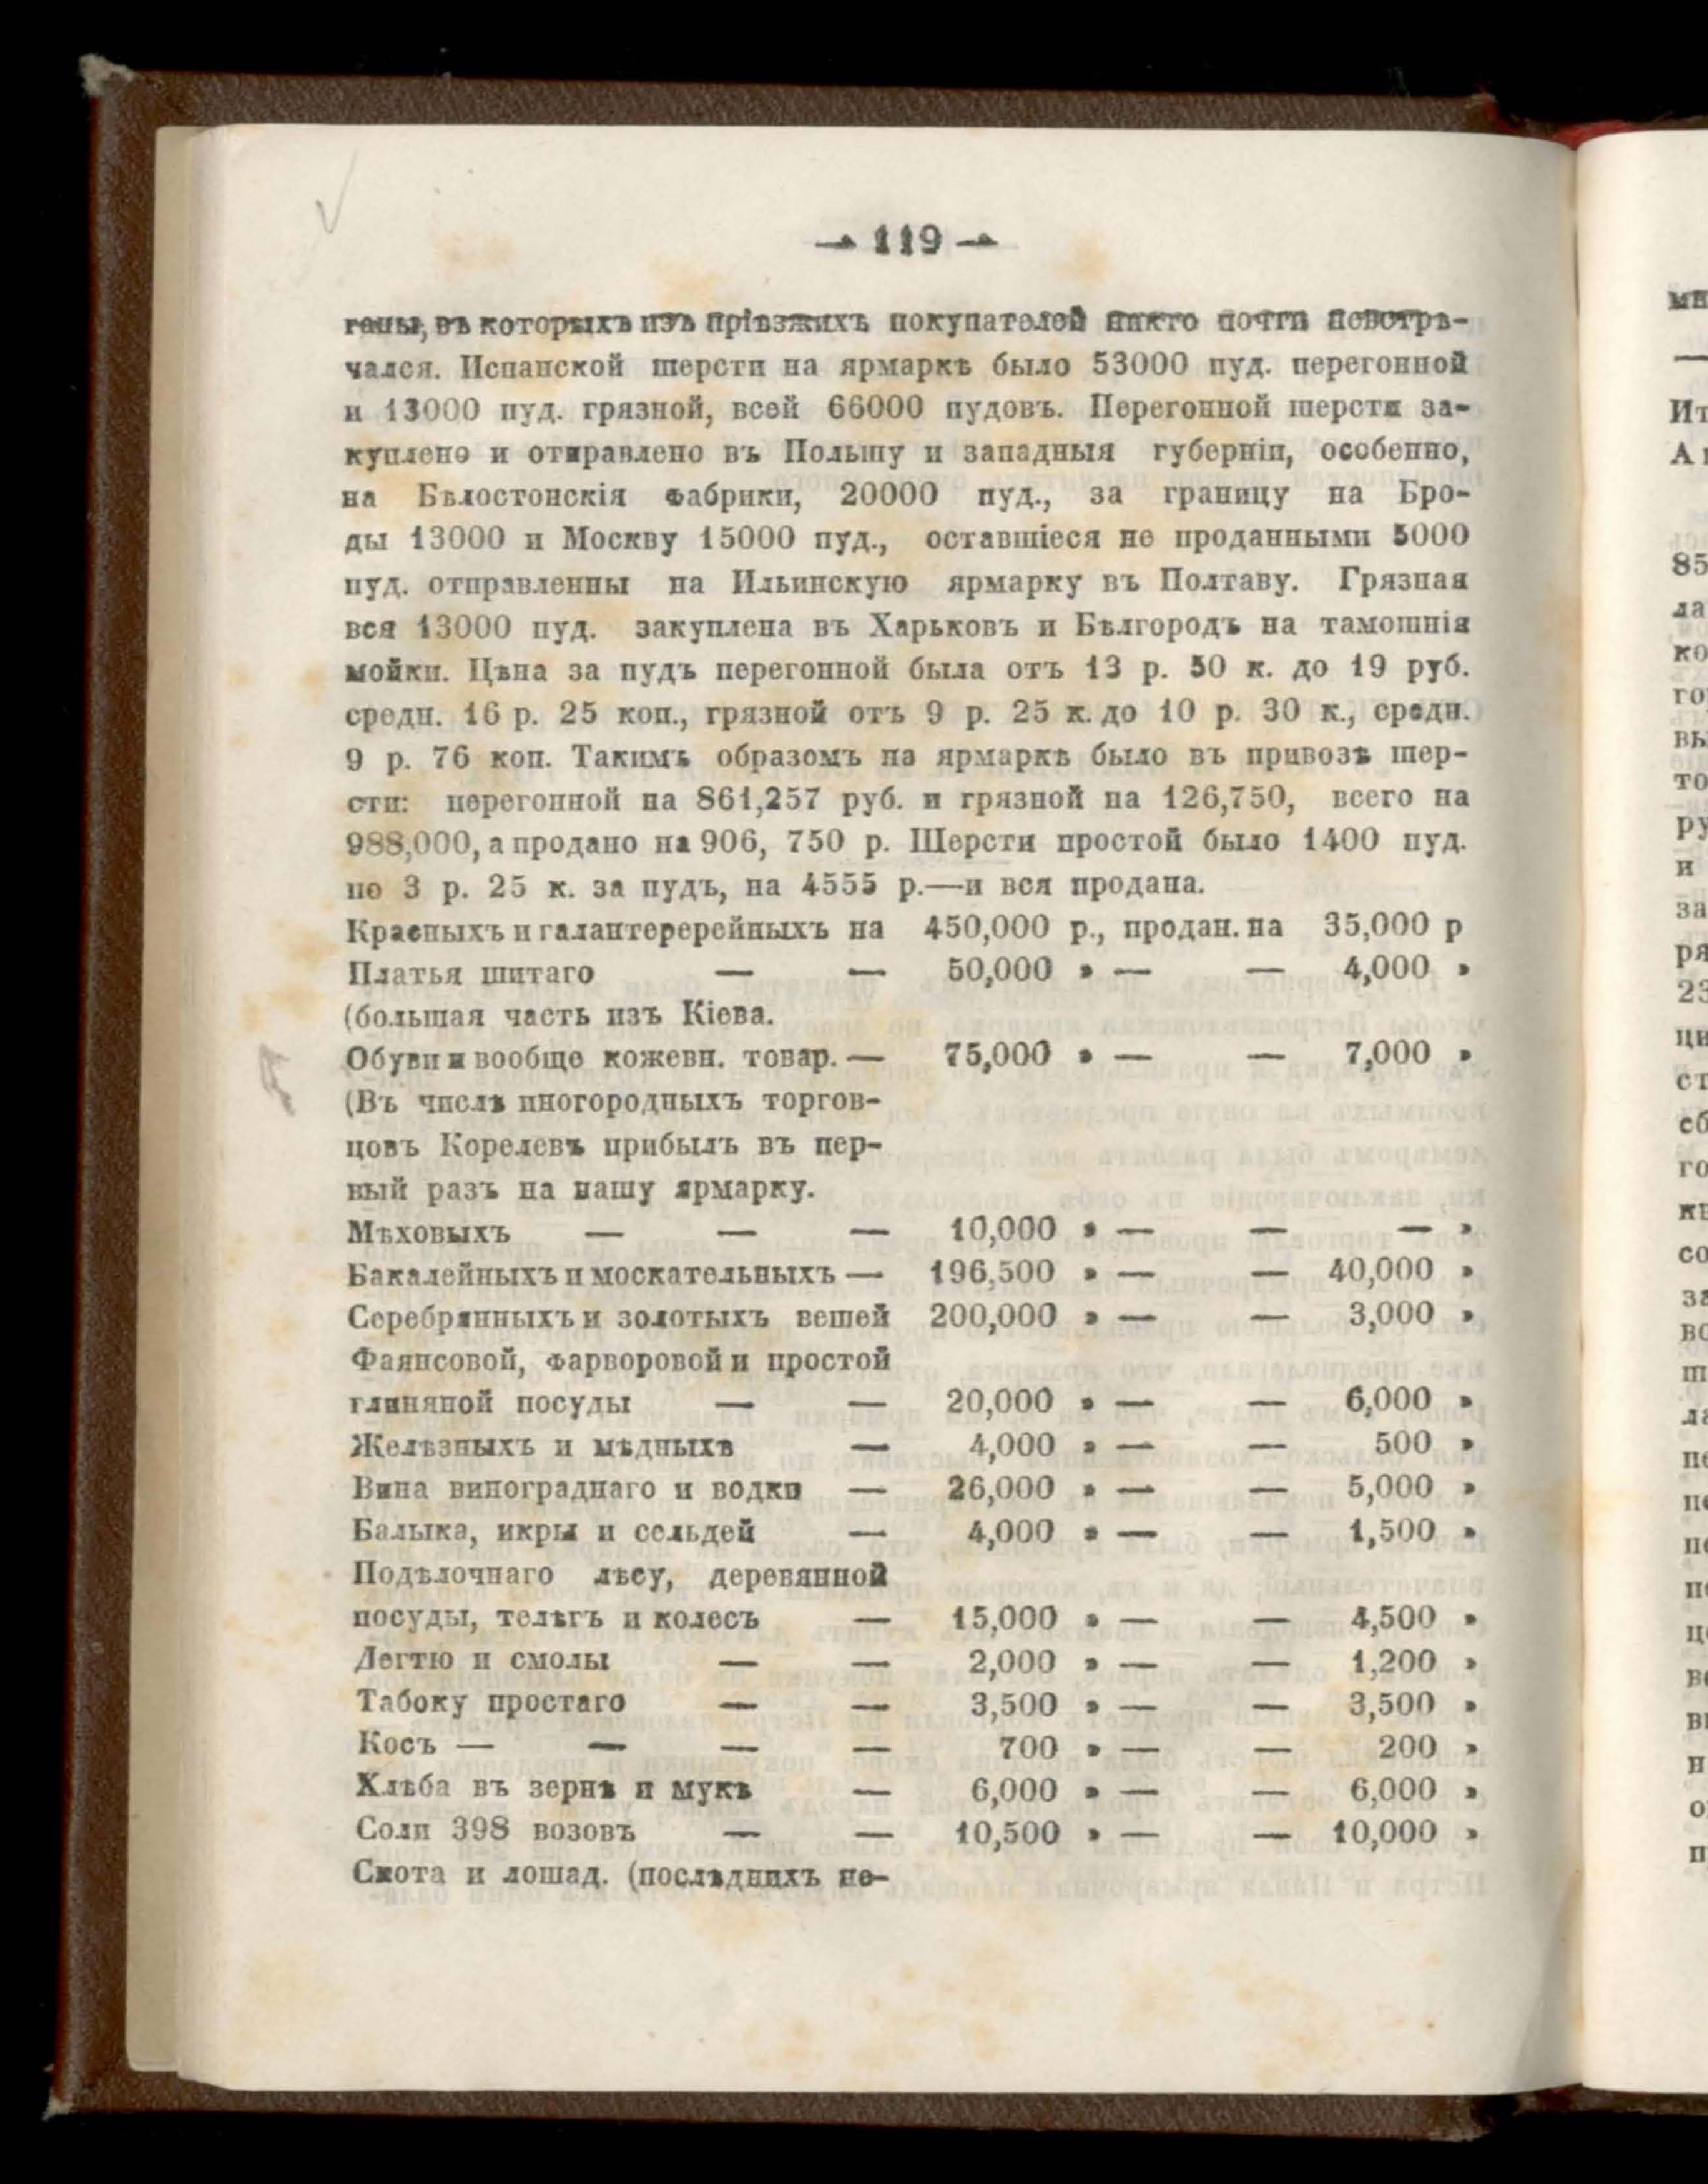 119
ганы, въ которыхъ изъ пріѣзжихъ покупателей никто почти невстрѣ-
чался. Испанской шерсти на ярмаркѣ было 53000 пуд. перегонной
и 13000 пуд. грязной, всей 66000 пудовъ. Перегонной шерсти за-
куплено и отправлено въ Польшу и западныя губерніи, особенно,
на Бѣлостонскія фабрики, 20000 пуд., за границу на Бро-
ды 13000 и Москву 15000 пуд., оставшіеся не проданными 5000
пуд. отправленны на Ильинскую ярмарку въ Полтаву. Грязная
вся 13000 пуд. закуплена въ Харьковъ и Бѣлгородъ на тамошнія
мойки. Цѣна за пудъ перегонной была отъ 13 р. 50 к. до 19 руб.
средн. 16 р. 25 коп., грязной отъ 9 р. 25 к. до 10 р. 30 к., средн.
9 р. 76 коп. Такимъ образомъ на ярмаркѣ было въ привозѣ шер-
сти: перегонной на 861,257 руб. и грязной на 126,750, всего на
988,000, а продано на 906, 750 р. Шерсти простой было 1400 пуд.
по 3 р. 25 к. за пудъ, на 4555 р.—и вся продана.
Красныхъ и галантеререйныхъ на 450,000 р., продан. на 35,000 р
Платья шитаго — — 50,000 » — — 4,000 »
(большая часть изъ Кіева.
Обуви и вообще кожевн. товар. — 75,000 » — — 7,000 »
(Въ числѣ иногородныхъ торгов-
цовъ Королевъ прибылъ въ пер-
вый разъ на нашу ярмарку.
Мѣховыхъ — — — 10,000 » — — — »
Бакалейныхъ и москательныхъ — 196,500 » — — 40,000 »
Серебрянныхъ и золотыхъ вешей 200,000 » — — 3,000 »
Фаянсовой, фарворовой и простой
глиняной посуды — — 20,000 » — — 6,000 »
Желѣзныхъ и мѣдныхъ — 4,000 » — — 500 »
Вина виноградпаго и водки — 26,000 » — — 5,000 »
Балыка, икры и сельдей — 4,000 » — — 1,500 »
Подѣлочнаго лѣсу, деревянной
посуды, телѣгъ и колесъ — 15,000 » — — 4,500 »
Дегтю и смолы — — 2,000 » — — 1,200 »
Табоку простаго — — 3,500 » — — 3,500 »
Косъ — — — — 700 » — — 200 »
Хлѣба въ зернѣ и мукѣ — 6,000 » — — 6,000 »
Соли 398 возовъ — — 10,500 » — — 10,000 »
Скота и лошад. (послѣднихъ не-